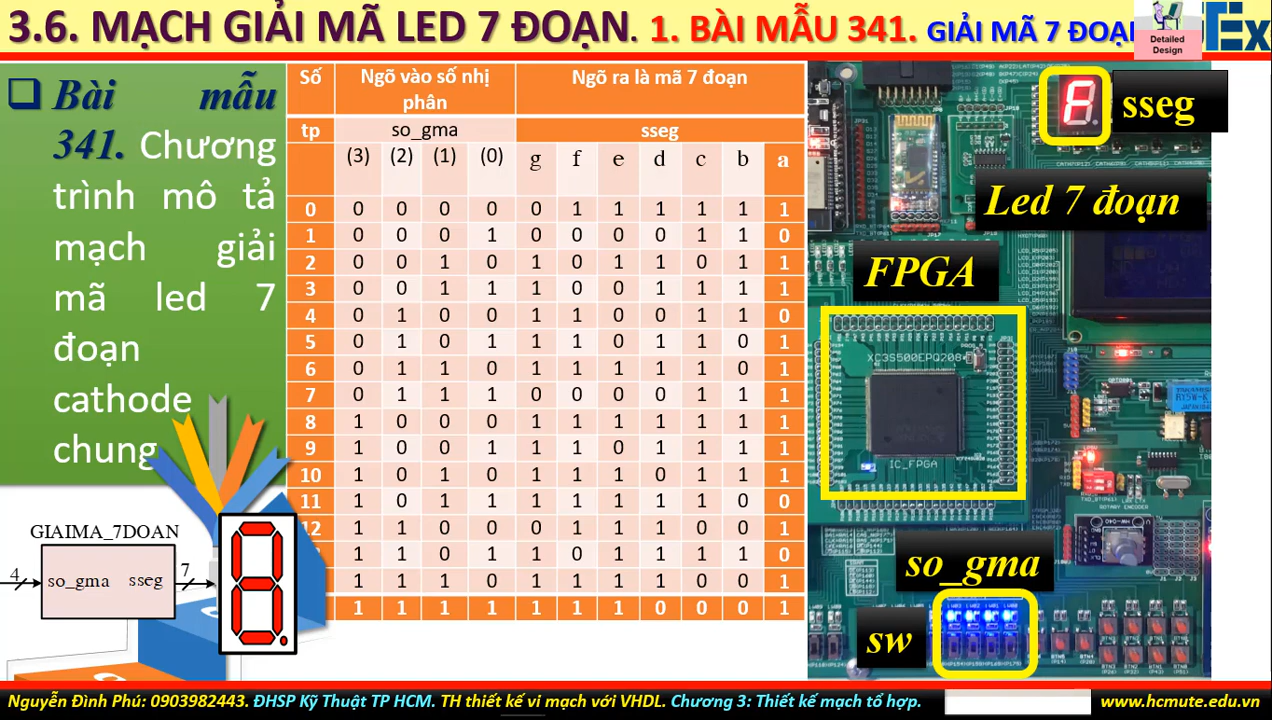 3.6. MẠCH GIẢI MÃ LED 7 ĐOẠN. 1. BÀI MẪU 341. GIẢI MÃ 7 ĐOẠN
Detailed
Design
Ex
Bài mẫu
341. Chương
trình mô tả
mạch giải
mã led 7
đoạn
cathode
chung
Số Ngõ vào số nhị phân Ngõ ra là mã 7 đoạn
tp so_gma sseg
(3) (2) (1) (0) g f e d c b a
0 0 0 0 0 0 1 1 1 1 1 1
1 0 0 0 1 0 0 0 0 1 1 0
2 0 0 1 0 1 0 1 1 0 1 1
3 0 0 1 1 1 0 0 1 1 1 1
4 0 1 0 0 1 1 0 0 1 1 0
5 0 1 0 1 1 1 0 1 1 0 1
6 0 1 1 0 1 1 1 1 1 0 1
7 0 1 1 1 0 0 0 0 1 1 1
8 1 0 0 0 1 1 1 1 1 1 1
9 1 0 0 1 1 1 0 1 1 1 1
10 1 0 1 0 1 1 1 0 1 1 1
11 1 0 1 1 1 1 1 1 1 0 0
12 1 1 0 0 0 1 1 1 0 0 1
1 1 0 1 1 0 1 1 1 1 0
1 1 1 0 1 1 1 1 0 0 1
1 1 1 1 1 1 1 0 0 0 1
GIAIMA_7DOAN
4 so_gma sseg 7
sseg
Led 7 đoạn
FPGA
XC3S500EPQ208
IC_FPGA
so_gma
sw
Nguyễn Đình Phú: 0903982443. ĐHSP Kỹ Thuật TP HCM. TH thiết kế vi mạch với VHDL. Chương 3: Thiết kế mạch tổ hợp. www.hcmute.edu.vn